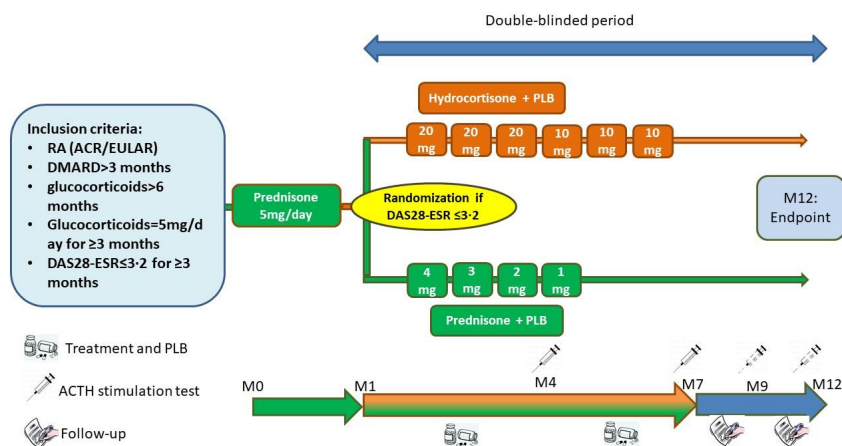 Double-blinded period
Hydrocortisone + PLB
20 mg
20 mg
20 mg
10 mg
10 mg
10 mg
Inclusion criteria:
• RA (ACR/EULAR)
• DMARD>3 months
• glucocorticoids>6
months
• Glucocorticoids=5mg/d
ay for ≥3 months
• DAS28-ESR≤3·2 for ≥3
months
Prednisone
5mg/day
Randomization if
DAS28-ESR ≤3·2
M12:
Endpoint
4 mg
3 mg
2 mg
1 mg
Prednisone + PLB
Treatment and PLB
ACTH stimulation test
Follow-up
M0
M1
M4
M7
M9
M12